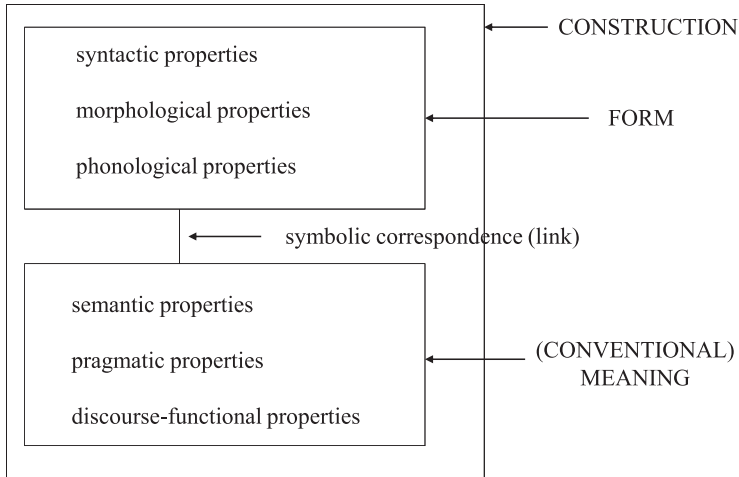 CONSTRUCTION
syntactic properties
morphological properties
FORM
phonological properties
symbolic correspondence (link)
semantic properties
pragmatic properties
(CONVENTIONAL)
MEANING
discourse-functional properties